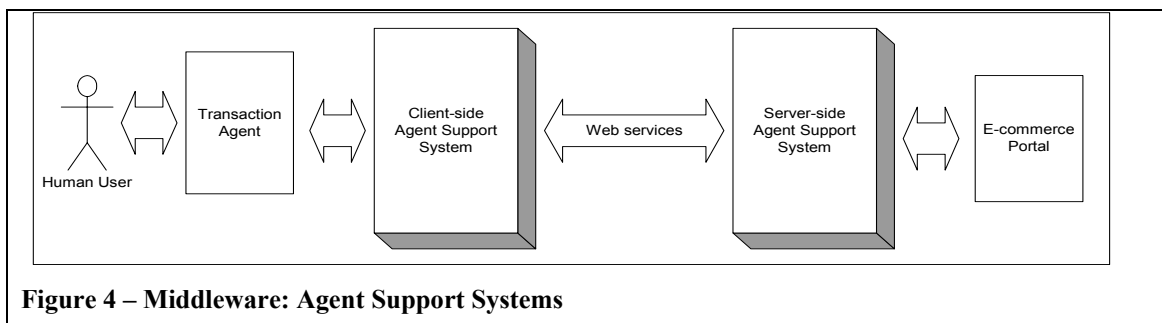 Human User
Transaction
Agent
Client-side
Agent Support
System
Web services
Server-side
Agent Support
System
E-commerce
Portal
Figure 4 – Middleware: Agent Support Systems